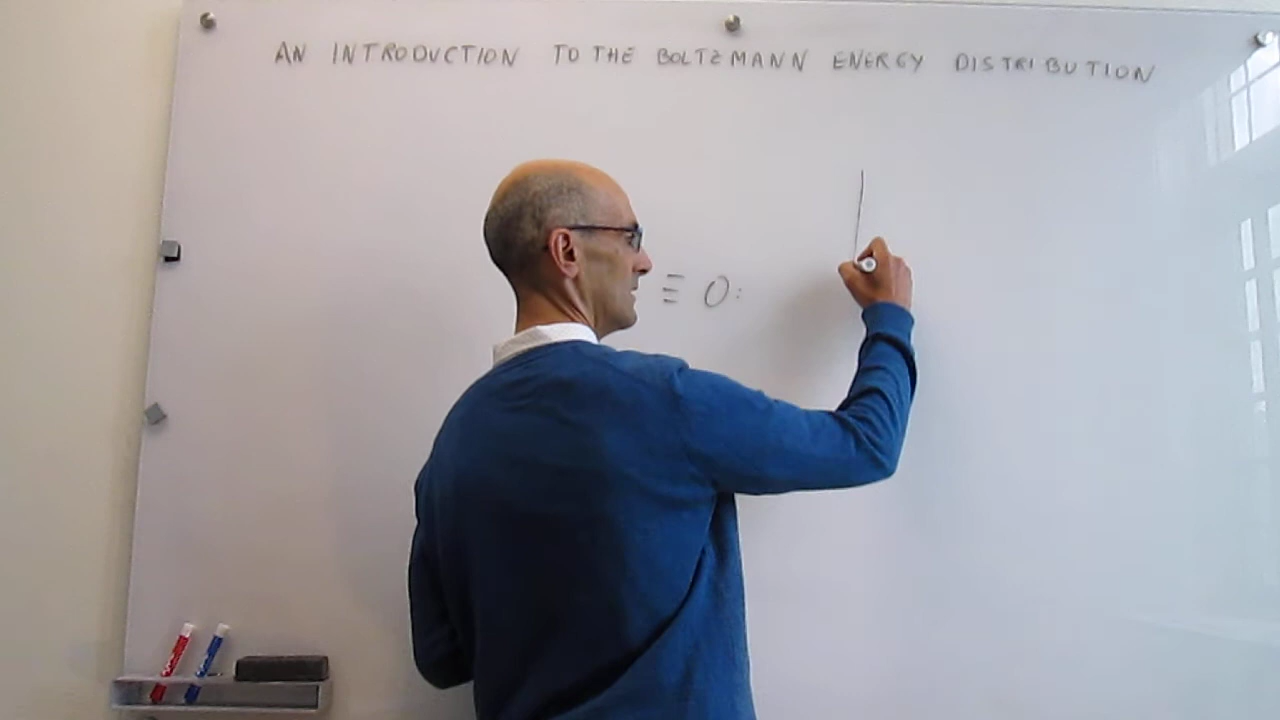 AN INTRODUCTION TO THE BOLTZMANN ENERGY DISTRIBUTION
≡ O: